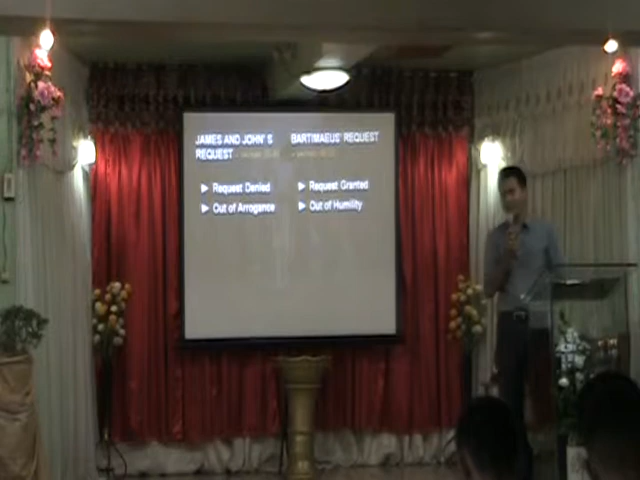 JAMES AND JOHN' S
REQUEST
Request Denied
Out of Arrogance
BARTIMAEUS' REQUEST
Request Granted
Out of Humility